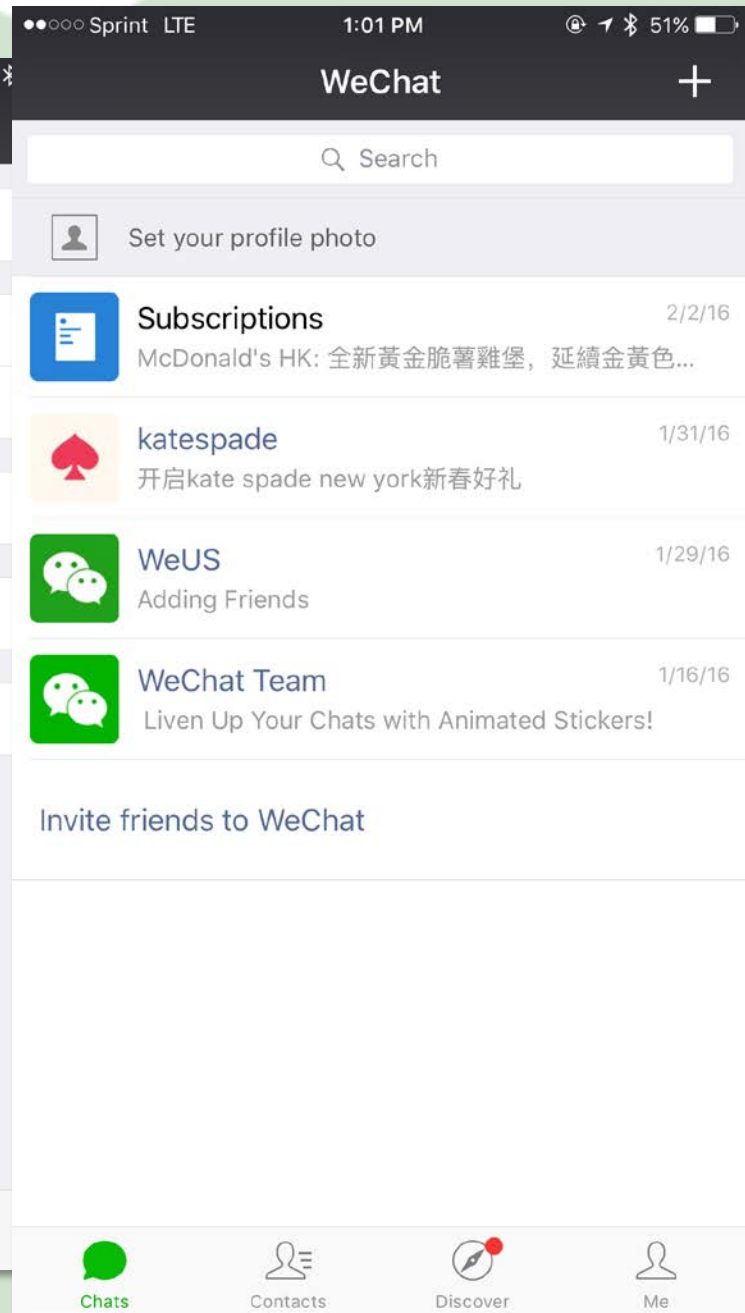 Sprint LTE 1:01 PM 51%
WeChat
Search
Set your profile photo
Subscriptions 2/2/16
McDonald's HK: 全新黃金脆薯雞堡，延續金黃色...
katespade 1/31/16
开启kate spade new york新春好礼
WeUS 1/29/16
Adding Friends
WeChat Team 1/16/16
Liven Up Your Chats with Animated Stickers!
Invite friends to WeChat
Chats Contacts Discover Me